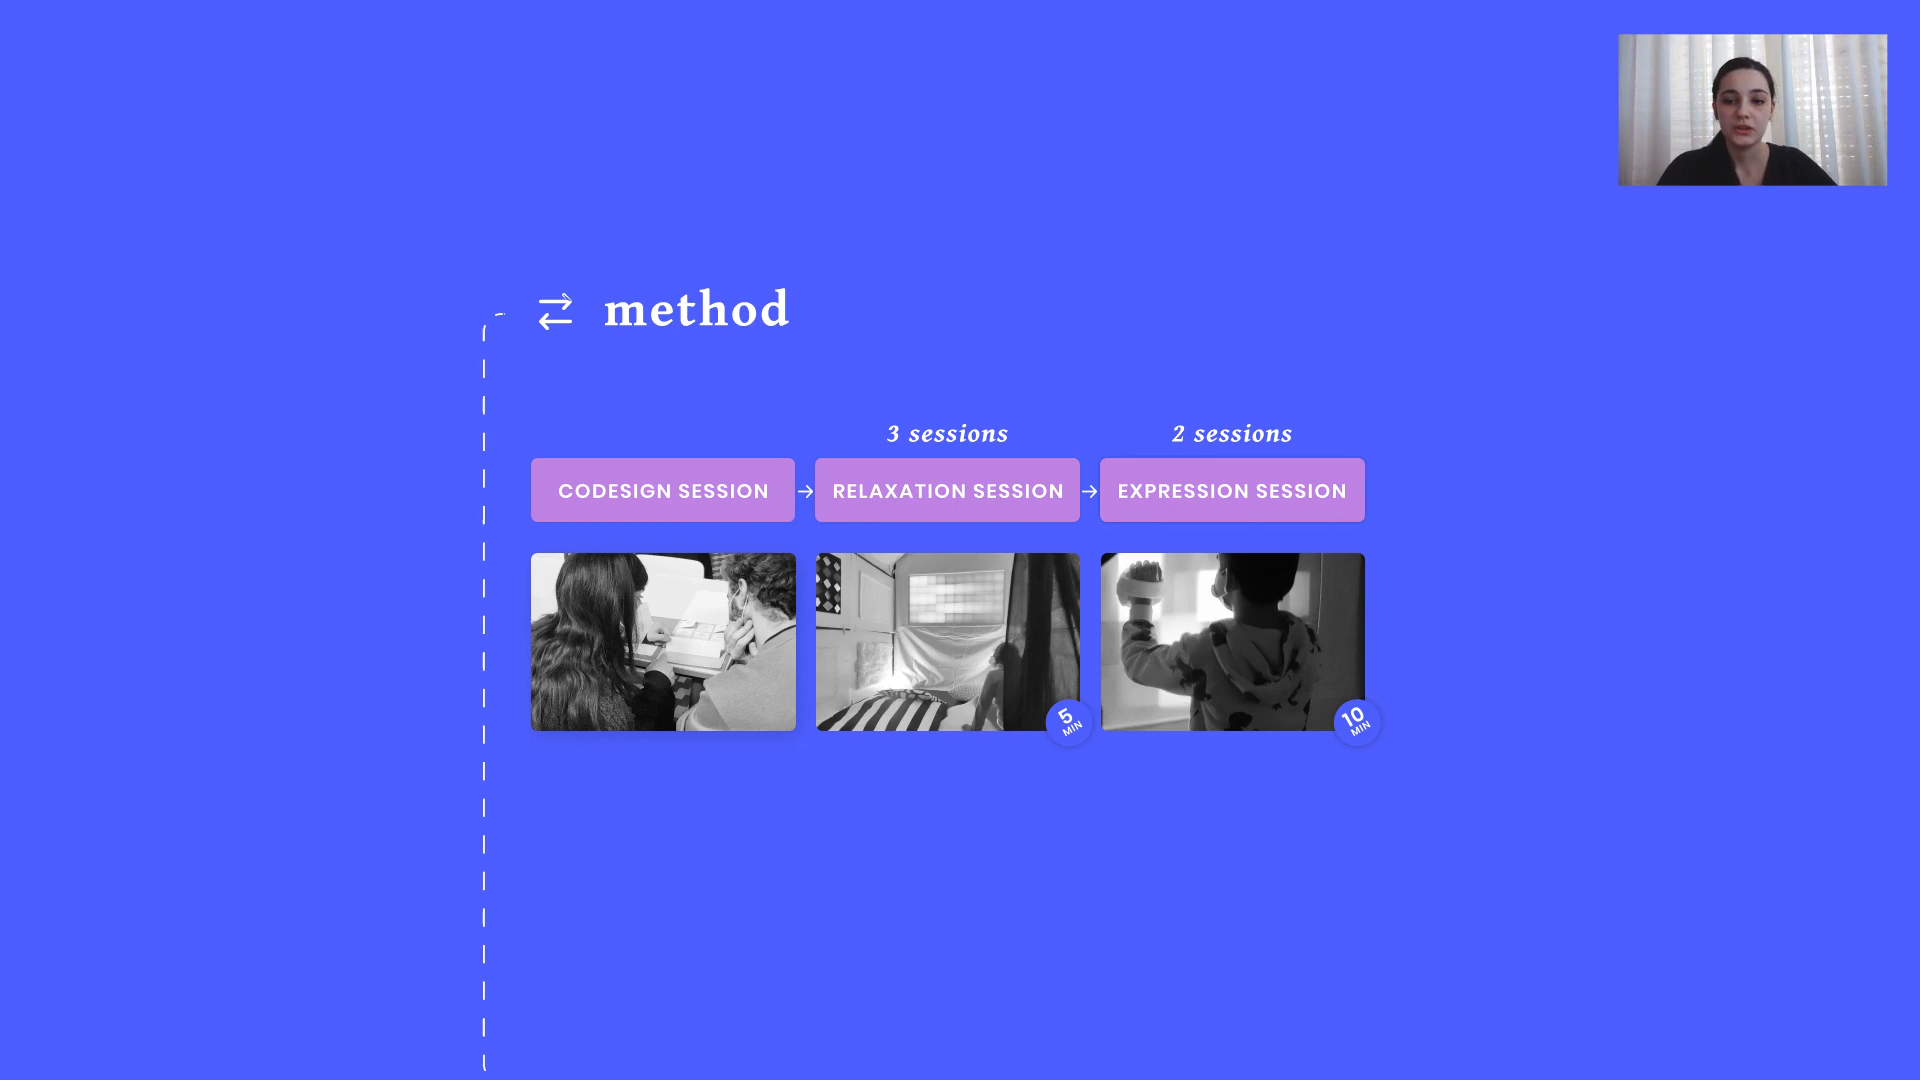 method
3 sessions
2 sessions
CODESIGN SESSION
RELAXATION SESSION
EXPRESSION SESSION
5
MIN
10
MIN